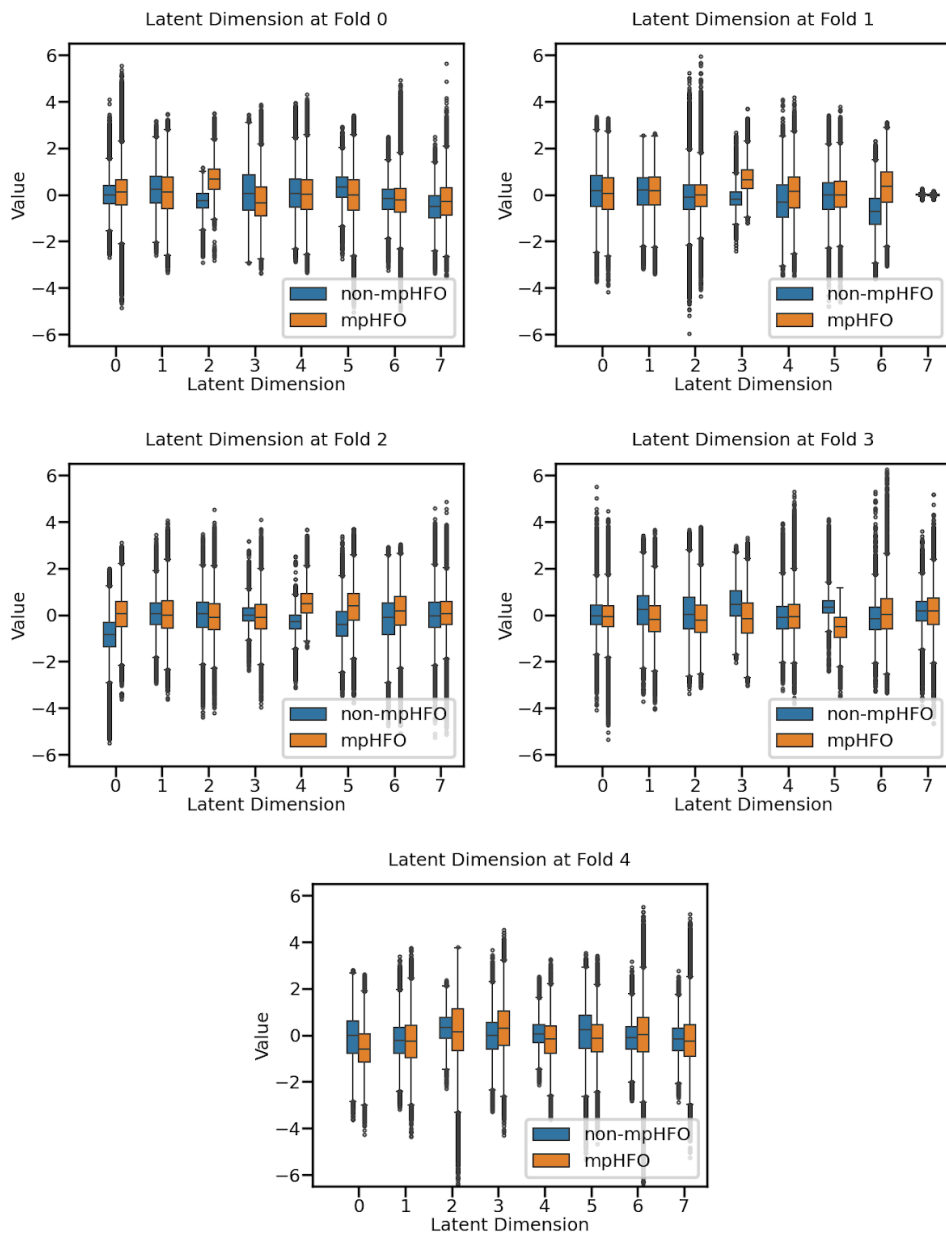 Latent Dimension at Fold 0
6
4
2
0
−2
−4
−6
Value
non-mpHFO
mpHFO
0 1 2 3 4 5 6 7
Latent Dimension
Latent Dimension at Fold 1
6
4
2
0
−2
−4
−6
Value
non-mpHFO
mpHFO
0 1 2 3 4 5 6 7
Latent Dimension
Latent Dimension at Fold 2
6
4
2
0
−2
−4
−6
Value
non-mpHFO
mpHFO
0 1 2 3 4 5 6 7
Latent Dimension
Latent Dimension at Fold 3
6
4
2
0
−2
−4
−6
Value
non-mpHFO
mpHFO
0 1 2 3 4 5 6 7
Latent Dimension
Latent Dimension at Fold 4
6
4
2
0
−2
−4
−6
Value
non-mpHFO
mpHFO
0 1 2 3 4 5 6 7
Latent Dimension